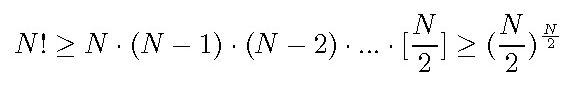 N! ≥ N · (N − 1) · (N − 2) · ... · [N/2] ≥ (N/2)^{N/2}